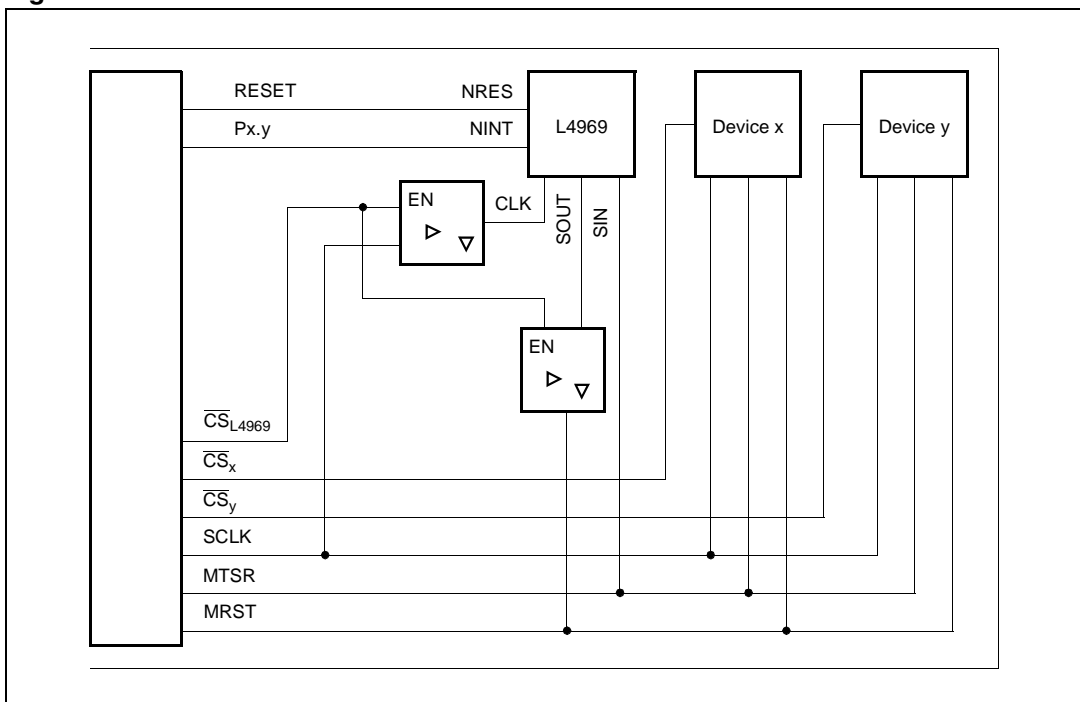 RESET
NRES
Px.y
NINT
L4969
Device x
Device y
EN
CLK
SOUT
SIN
EN
CS L4969
CS x
CS y
SCLK
MTSR
MRST